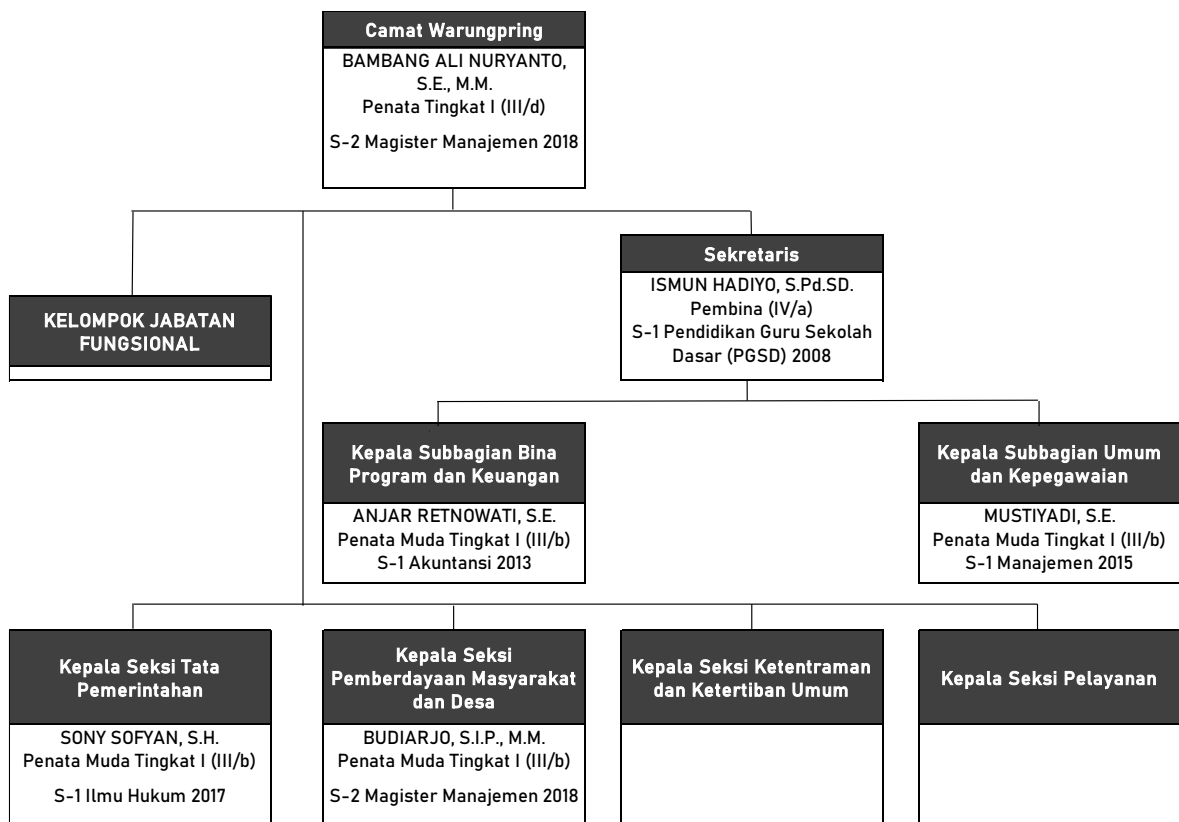 Camat Warungpring
BAMBANG ALI NURYANTO,
S.E., M.M.
Penata Tingkat I (III/d)
S-2 Magister Manajemen 2018
KELOMPOK JABATAN
FUNGSIONAL
Sekretaris
ISMUN HADIYO, S.Pd.SD.
Pembina (IV/a)
S-1 Pendidikan Guru Sekolah
Dasar (PGSD) 2008
Kepala Subbagian Bina
Program dan Keuangan
ANJAR RETNOWATI, S.E.
Penata Muda Tingkat I (III/b)
S-1 Akuntansi 2013
Kepala Subbagian Umum
dan Kepegawaian
MUSTIYADI, S.E.
Penata Muda Tingkat I (III/b)
S-1 Manajemen 2015
Kepala Seksi Tata
Pemerintahan
SONY SOFYAN, S.H.
Penata Muda Tingkat I (III/b)
S-1 Ilmu Hukum 2017
Kepala Seksi
Pemberdayaan Masyarakat
dan Desa
BUDIARJO, S.I.P., M.M.
Penata Muda Tingkat I (III/b)
S-2 Magister Manajemen 2018
Kepala Seksi Ketentraman
dan Ketertiban Umum
Kepala Seksi Pelayanan